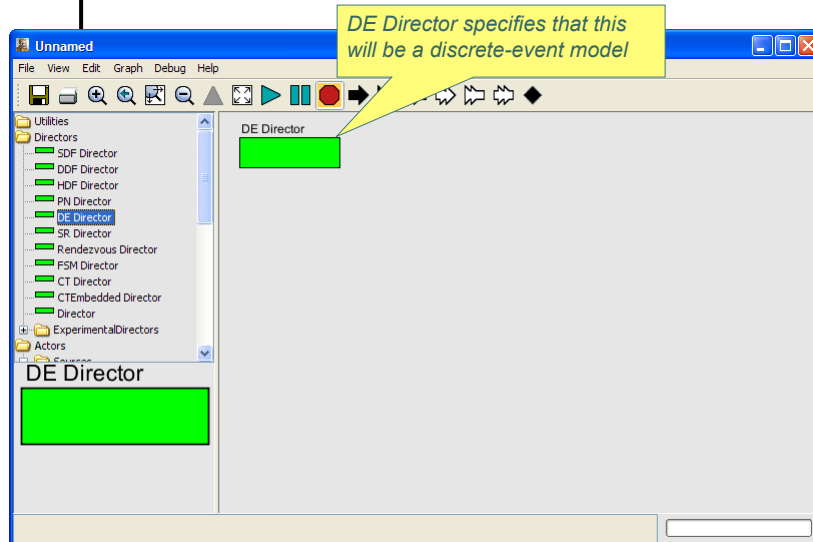 DE Director specifies that this
will be a discrete-event model
Unnamed
File View Edit Graph Debug Help
Utilities
Directors
SDF Director
DDF Director
HDF Director
PN Director
DE Director
SR Director
Rendezvous Director
FSM Director
CT Director
CTEmbedded Director
Director
ExperimentalDirectors
Actors
Sources
DE Director
DE Director